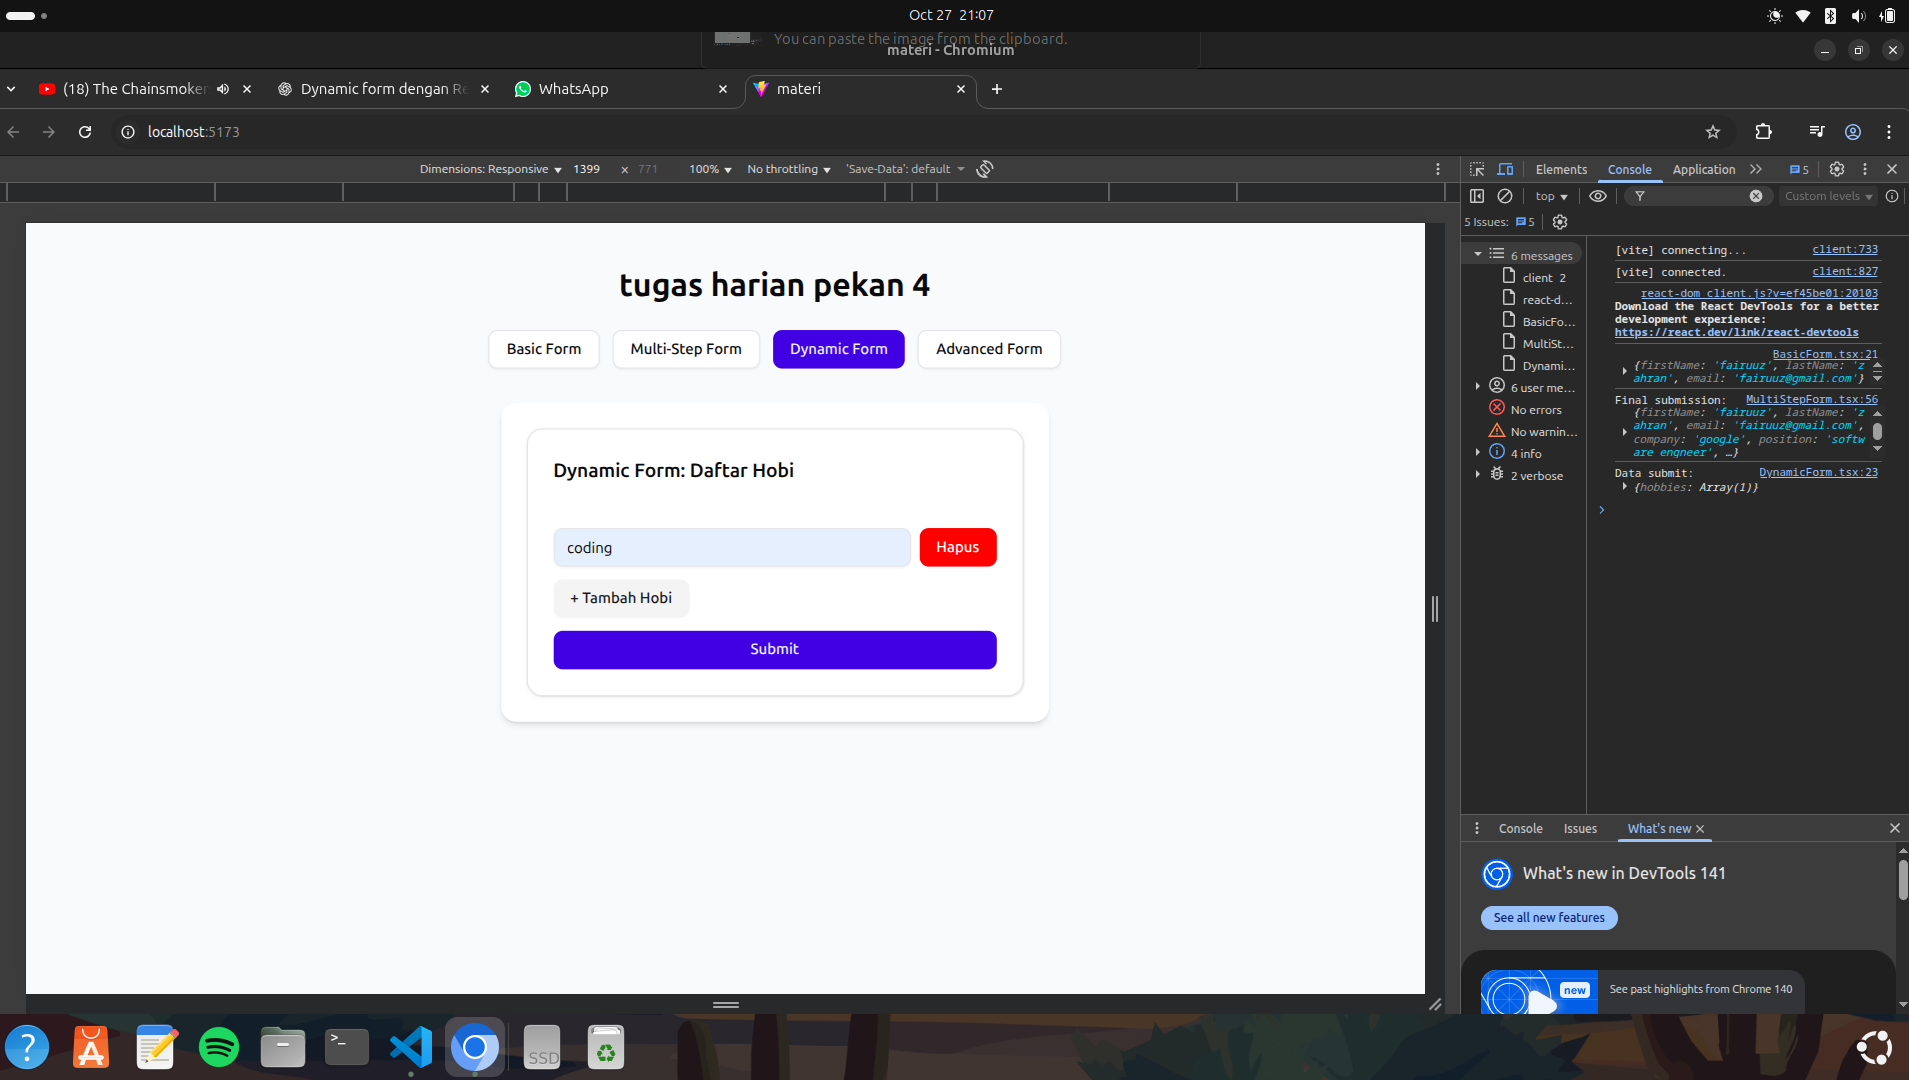 Oct 27 21:07
You can paste the image from the clipboard.
materi - Chromium
(18) The Chainsmoker
Dynamic form dengan Re
WhatsApp
materi
localhost:5173
Dimensions: Responsive 1399 x 771 100% No throttling 'Save-Data': default
Elements Console Application 5
top Custom levels
5 Issues: 5
tugas harian pekan 4
Basic Form
Multi-Step Form
Dynamic Form
Advanced Form
Dynamic Form: Daftar Hobi
coding
Hapus
+ Tambah Hobi
Submit
6 messages
client 2
react-d...
BasicFo...
MultiSt...
Dynami...
6 user me...
No errors
No warnin...
4 info
2 verbose
[vite] connecting... client:733
[vite] connected. client:827
react-dom_client.js?v=ef45be01:20103
Download the React DevTools for a better
development experience:
https://react.dev/link/react-devtools
BasicForm.tsx:21
{firstName: 'fairuuz', lastName: 'z
ahran', email: 'fairuuz@gmail.com'}
Final submission: MultiStepForm.tsx:56
{firstName: 'fairuuz', lastName: 'z
ahran', email: 'fairuuz@gmail.com',
company: 'google', position: 'softw
are engneer', …}
Data submit: DynamicForm.tsx:23
{hobbies: Array(1)}
Console Issues What's new
What's new in DevTools 141
See all new features
new
See past highlights from Chrome 140
SSD